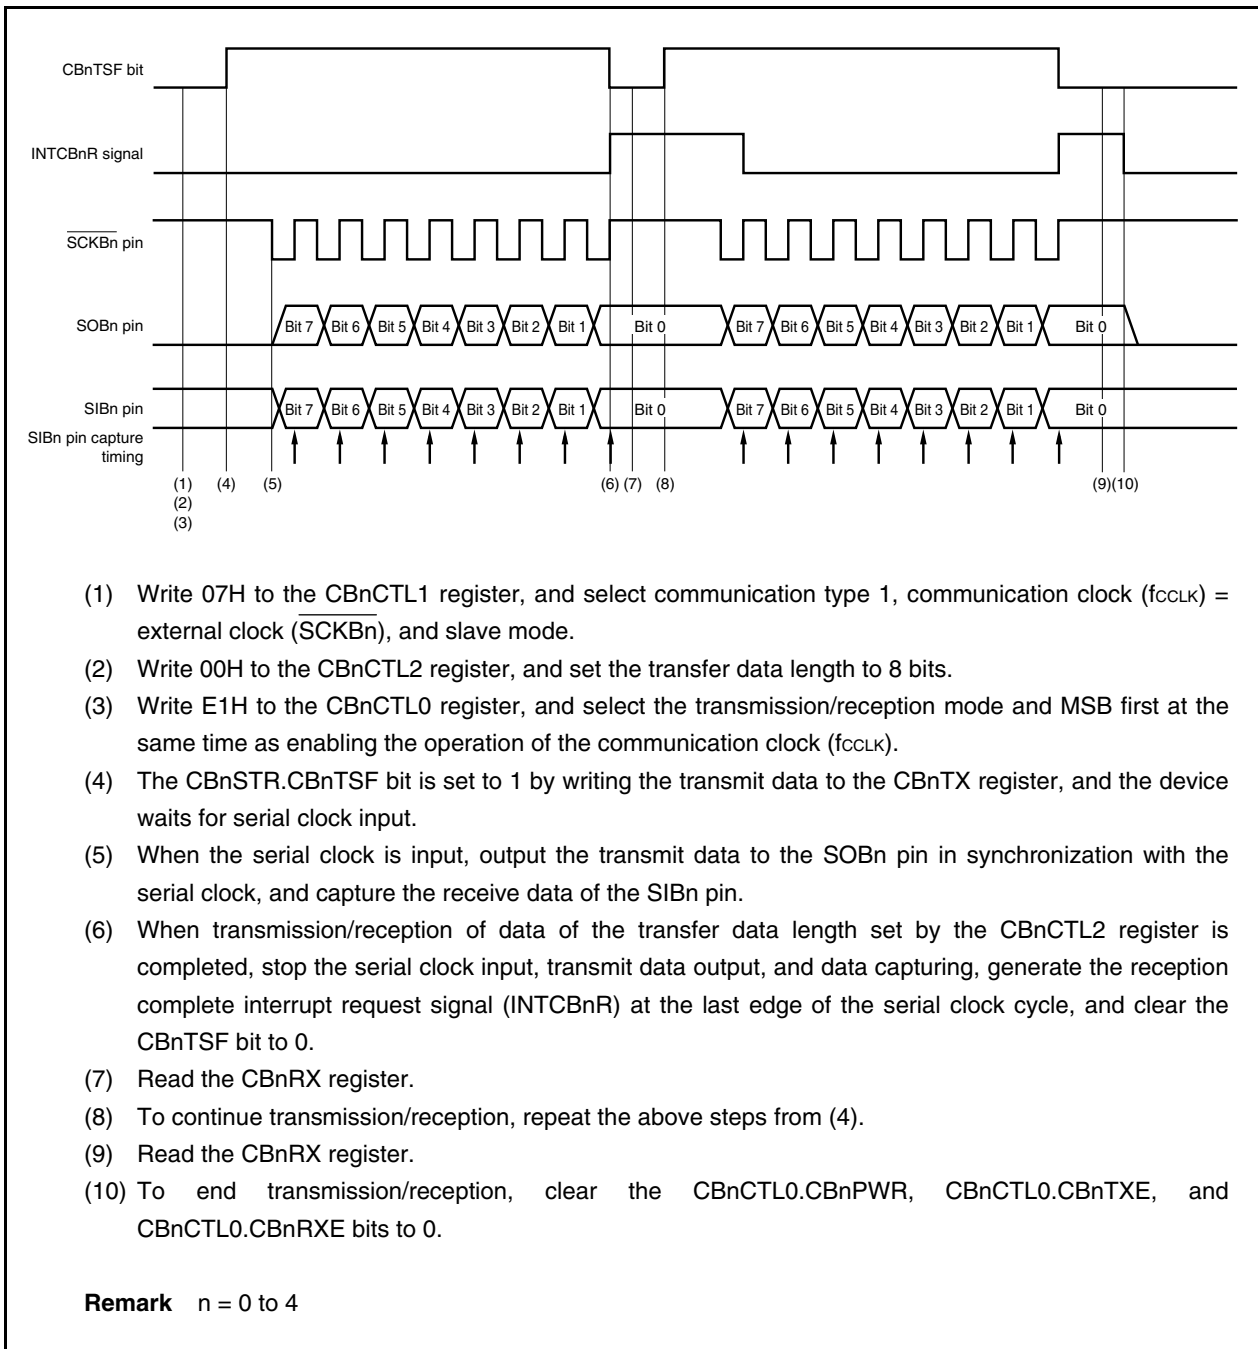 CBnTSF bit
INTCBnR signal
SCKBn pin
SOBn pin
Bit 7 Bit 6 Bit 5 Bit 4 Bit 3 Bit 2 Bit 1 Bit 0 Bit 7 Bit 6 Bit 5 Bit 4 Bit 3 Bit 2 Bit 1 Bit 0
SIBn pin
Bit 7 Bit 6 Bit 5 Bit 4 Bit 3 Bit 2 Bit 1 Bit 0 Bit 7 Bit 6 Bit 5 Bit 4 Bit 3 Bit 2 Bit 1 Bit 0
SIBn pin capture
timing
(1) (4) (5) (6) (7) (8) (9) (10)
(2)
(3)
(1) Write 07H to the CBnCTL1 register, and select communication type 1, communication clock (fCCLK) =
external clock (SCKBn), and slave mode.
(2) Write 00H to the CBnCTL2 register, and set the transfer data length to 8 bits.
(3) Write E1H to the CBnCTL0 register, and select the transmission/reception mode and MSB first at the
same time as enabling the operation of the communication clock (fCCLK).
(4) The CBnSTR.CBnTSF bit is set to 1 by writing the transmit data to the CBnTX register, and the device
waits for serial clock input.
(5) When the serial clock is input, output the transmit data to the SOBn pin in synchronization with the
serial clock, and capture the receive data of the SIBn pin.
(6) When transmission/reception of data of the transfer data length set by the CBnCTL2 register is
completed, stop the serial clock input, transmit data output, and data capturing, generate the reception
complete interrupt request signal (INTCBnR) at the last edge of the serial clock cycle, and clear the
CBnTSF bit to 0.
(7) Read the CBnRX register.
(8) To continue transmission/reception, repeat the above steps from (4).
(9) Read the CBnRX register.
(10) To end transmission/reception, clear the CBnCTL0.CBnPWR, CBnCTL0.CBnTXE, and
CBnCTL0.CBnRXE bits to 0.
Remark n = 0 to 4